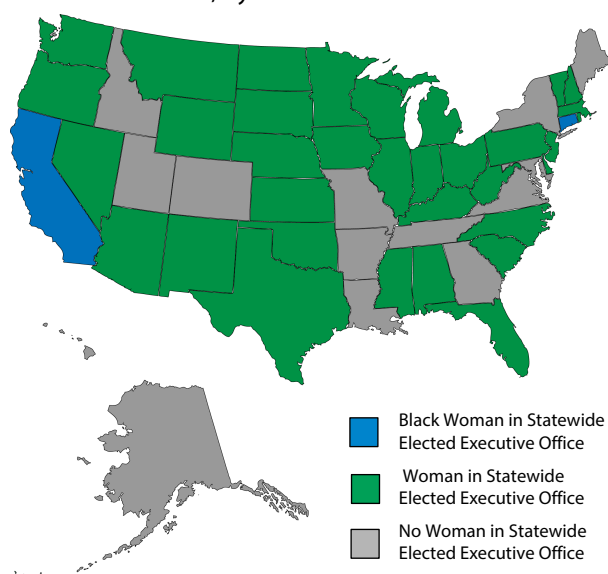 Black Woman in Statewide
Elected Executive Office
Woman in Statewide
Elected Executive Office
No Woman in Statewide
Elected Executive Office